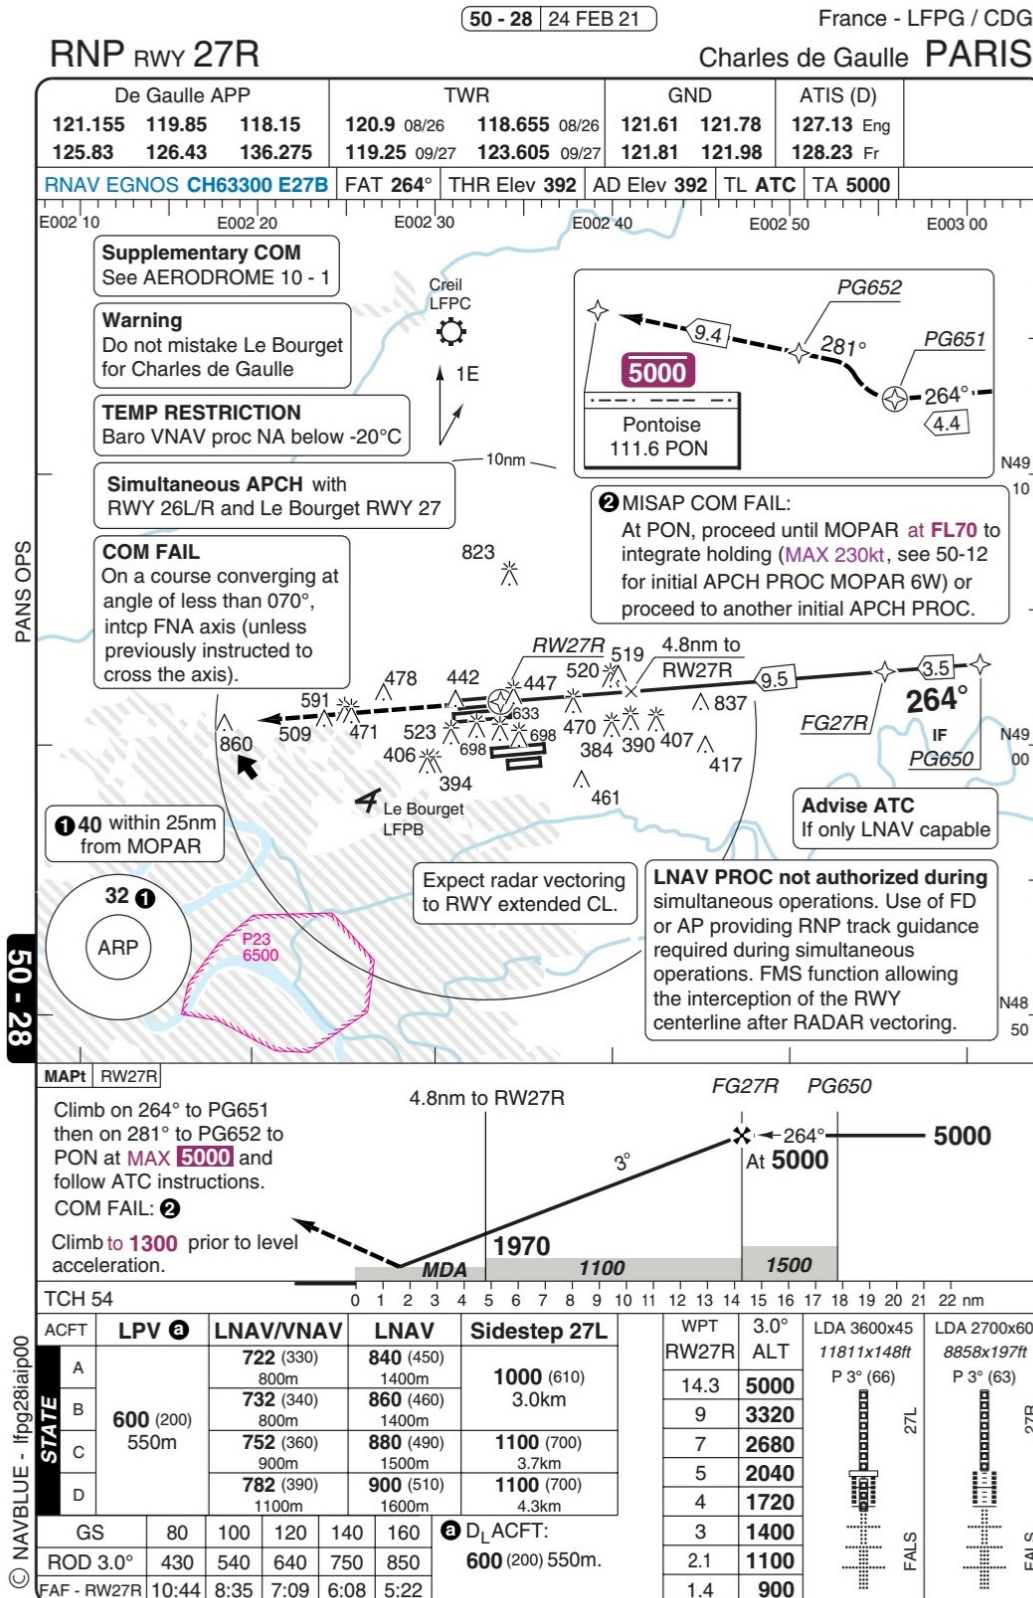 50 - 28 24 FEB 21
France - LFPG / CDG
RNP RWY 27R
Charles de Gaulle PARIS
De Gaulle APP TWR GND ATIS (D)
121.155 119.85 118.15 120.9 08/26 118.655 08/26 121.61 121.78 127.13 Eng
125.83 126.43 136.275 119.25 09/27 123.605 09/27 121.81 121.98 128.23 Fr
RNAV EGNOS CH63300 E27B FAT 264° THR Elev 392 AD Elev 392 TL ATC TA 5000
E002 10 E002 20 E002 30 E002 40 E002 50 E003 00
Supplementary COM
See AERODROME 10 - 1
Warning
Do not mistake Le Bourget
for Charles de Gaulle
TEMP RESTRICTION
Baro VNAV proc NA below -20°C
Simultaneous APCH with
RWY 26L/R and Le Bourget RWY 27
COM FAIL
On a course converging at
angle of less than 070°,
intcp FNA axis (unless
previously instructed to
cross the axis).
Creil
LFPC
1E
10nm
PG652
9.4
281°
PG651
5000
264°
4.4
Pontoise
111.6 PON
N49
10
❷ MISAP COM FAIL:
At PON, proceed until MOPAR at FL70 to
integrate holding (MAX 230kt, see 50-12
for initial APCH PROC MOPAR 6W) or
proceed to another initial APCH PROC.
PANS OPS
823
RW27R
4.8nm to
RW27R
520
519
478
442
447
591
9.5
3.5
264°
837
633
509
471
523
698
698
470
384
390
407
FG27R
IF
PG650
N49
00
860
406
394
417
461
Le Bourget
LFPB
❶ 40 within 25nm
from MOPAR
32 ❶
ARP
P23
6500
Advise ATC
If only LNAV capable
Expect radar vectoring
to RWY extended CL.
LNAV PROC not authorized during
simultaneous operations. Use of FD
or AP providing RNP track guidance
required during simultaneous
operations. FMS function allowing
the interception of the RWY
centerline after RADAR vectoring.
N48
50
50 - 28
MAPt RW27R
Climb on 264° to PG651
then on 281° to PG652 to
PON at MAX 5000 and
follow ATC instructions.
COM FAIL: ❷
Climb to 1300 prior to level
acceleration.
4.8nm to RW27R
FG27R PG650
3°
264°
5000
At 5000
1970
MDA 1100 1500
TCH 54
0 1 2 3 4 5 6 7 8 9 10 11 12 13 14 15 16 17 18 19 20 21 22 nm
ACFT LPV ⓐ LNAV/VNAV LNAV Sidestep 27L
STATE
A 722 (330) 840 (450) 1000 (610)
800m 1400m 3.0km
B 732 (340) 860 (460)
600 (200) 800m 1400m
550m
C 752 (360) 880 (490) 1100 (700)
900m 1500m 3.7km
D 782 (390) 900 (510) 1100 (700)
1100m 1600m 4.3km
GS 80 100 120 140 160
ROD 3.0° 430 540 640 750 850
FAF - RW27R 10:44 8:35 7:09 6:08 5:22
ⓐ DL ACFT:
600 (200) 550m.
WPT 3.0°
RW27R ALT
14.3 5000
9 3320
7 2680
5 2040
4 1720
3 1400
2.1 1100
1.4 900
LDA 3600x45
11811x148ft
P 3° (66)
27L
FALS
LDA 2700x60
8858x197ft
P 3° (63)
27R
FALS
© NAVBLUE - lfpg28iaip00